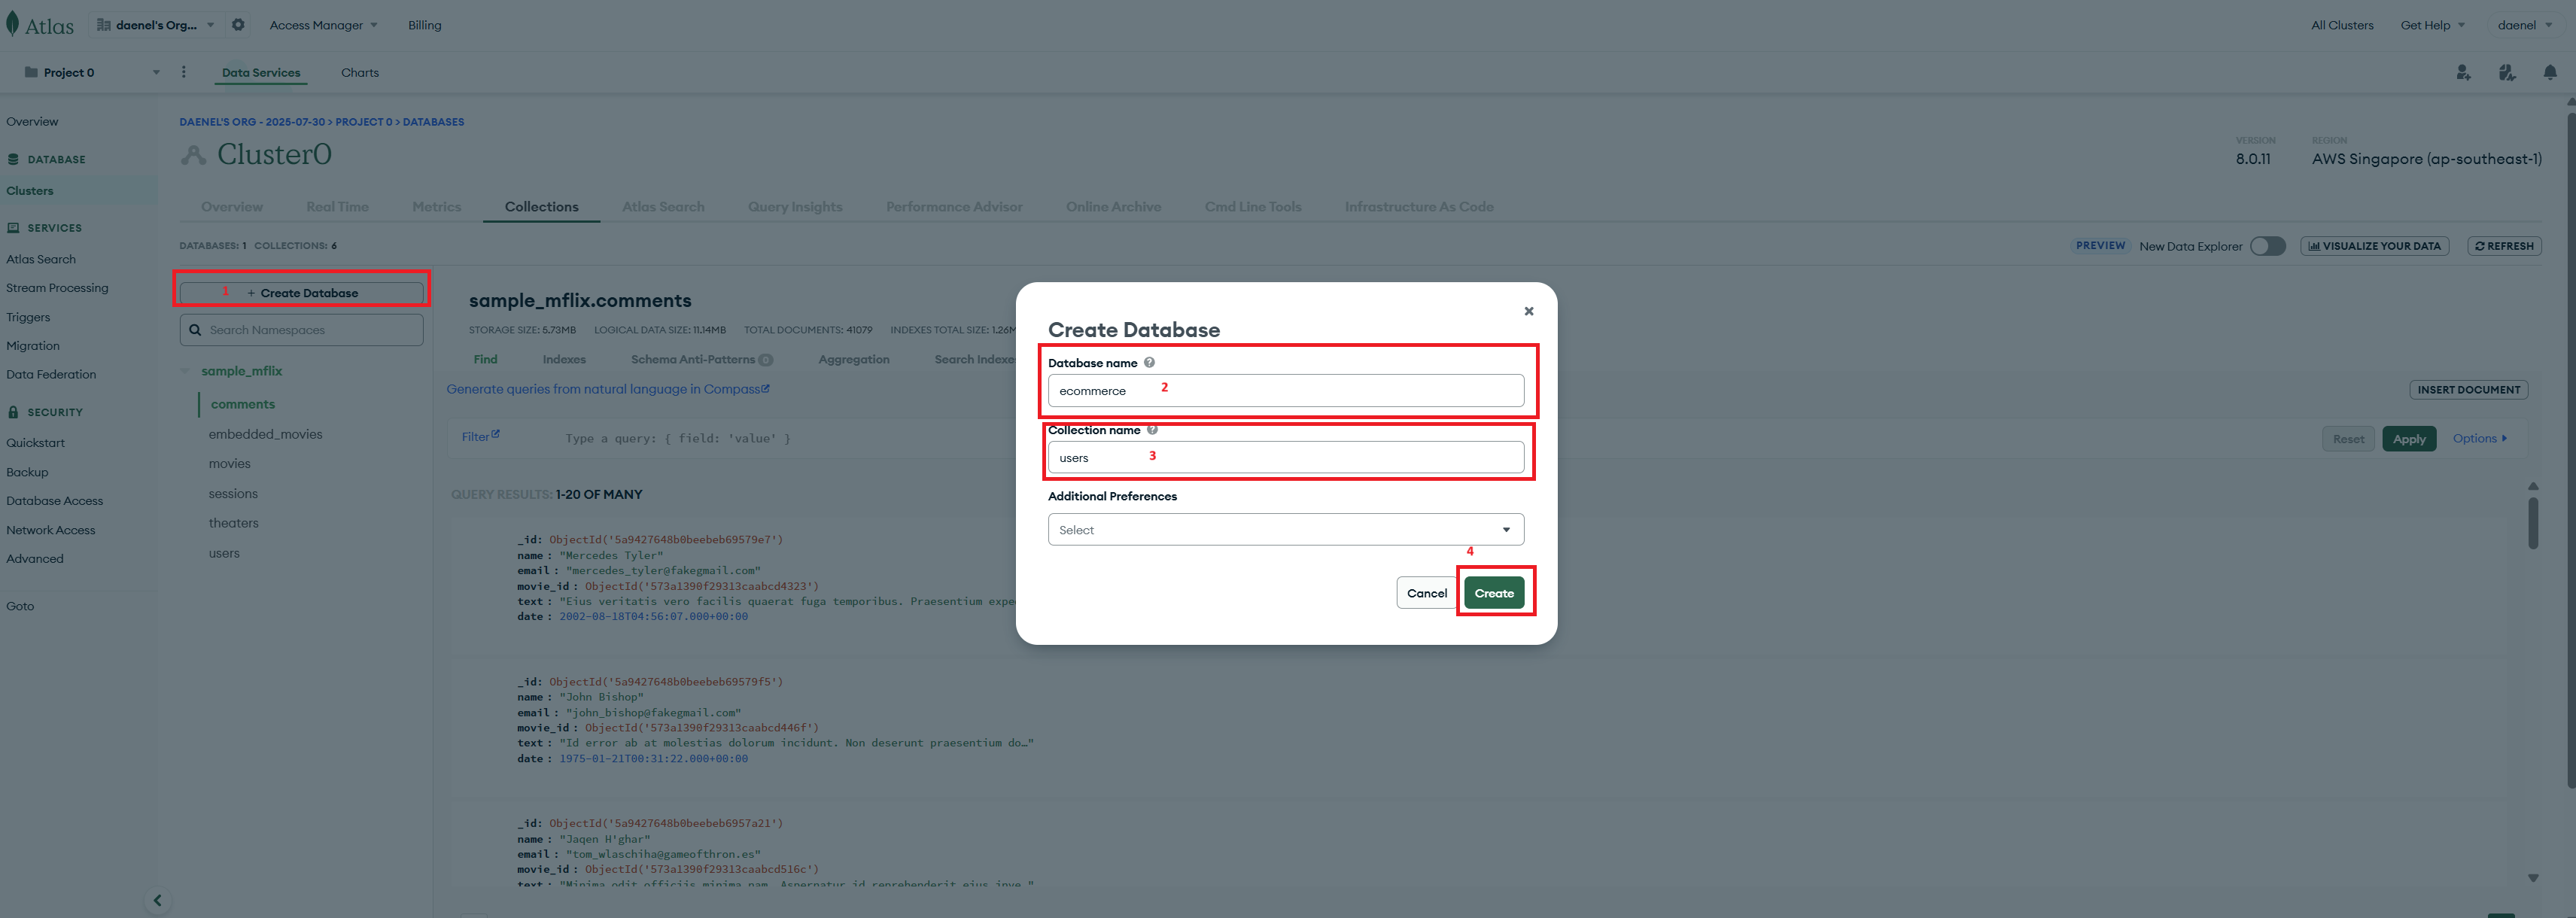 Atlas
daenel's Org...
Access Manager
Billing
All Clusters
Get Help
daenel
Project 0
Data Services
Charts
Overview
DATABASE
Clusters
SERVICES
Atlas Search
Stream Processing
Triggers
Migration
Data Federation
SECURITY
Quickstart
Backup
Database Access
Network Access
Advanced
Goto
DAENEL'S ORG - 2025-07-30 > PROJECT 0 > DATABASES
Cluster0
VERSION
8.0.11
REGION
AWS Singapore (ap-southeast-1)
Overview
Real Time
Metrics
Collections
Atlas Search
Query Insights
Performance Advisor
Online Archive
Cmd Line Tools
Infrastructure As Code
DATABASES: 1 COLLECTIONS: 6
PREVIEW
New Data Explorer
VISUALIZE YOUR DATA
REFRESH
1
+ Create Database
Search Namespaces
sample_mflix
comments
embedded_movies
movies
sessions
theaters
users
sample_mflix.comments
STORAGE SIZE: 5.73MB LOGICAL DATA SIZE: 11.14MB TOTAL DOCUMENTS: 41079 INDEXES TOTAL SIZE: 1.26M
Find
Indexes
Schema Anti-Patterns 0
Aggregation
Search Indexes
Generate queries from natural language in Compass
INSERT DOCUMENT
Filter
Type a query: { field: 'value' }
Reset
Apply
Options
QUERY RESULTS: 1-20 OF MANY
_id: ObjectId('5a9427648b0beebeb69579e7')
name : "Mercedes Tyler"
email : "mercedes_tyler@fakegmail.com"
movie_id : ObjectId('573a1390f29313caabcd4323')
text : "Eius veritatis vero facilis quaerat fuga temporibus. Praesentium expe
date : 2002-08-18T04:56:07.000+00:00
_id: ObjectId('5a9427648b0beebeb69579f5')
name : "John Bishop"
email : "john_bishop@fakegmail.com"
movie_id : ObjectId('573a1390f29313caabcd446f')
text : "Id error ab at molestias dolorum incidunt. Non deserunt praesentium do…"
date : 1975-01-21T00:31:22.000+00:00
_id: ObjectId('5a9427648b0beebeb6957a21')
name : "Jaqen H'ghar"
email : "tom_wlaschiha@gameofthron.es"
movie_id : ObjectId('573a1390f29313caabcd516c')
text : "Minima odit officiis minima nam. Aspernatur id reprehenderit eius inve…"
Create Database
Database name
ecommerce
2
Collection name
users
3
Additional Preferences
Select
4
Cancel
Create